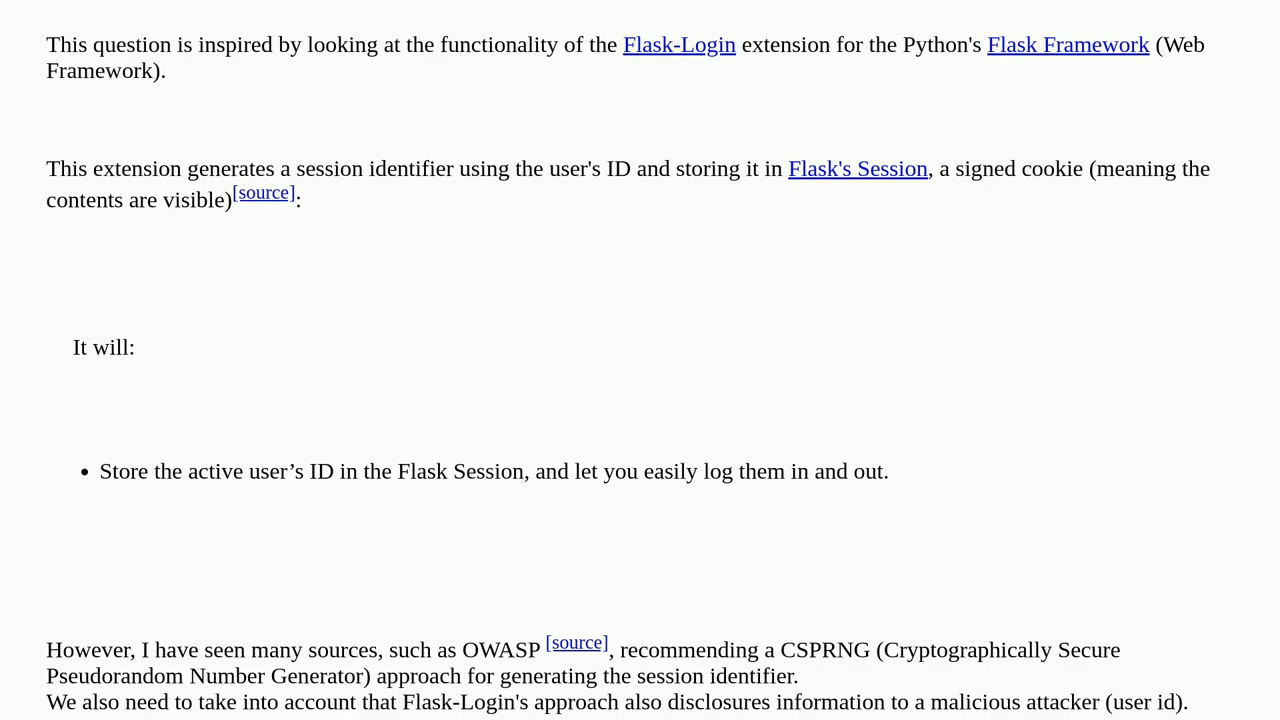 This question is inspired by looking at the functionality of the Flask-Login extension for the Python's Flask Framework (Web
Framework).
This extension generates a session identifier using the user's ID and storing it in Flask's Session, a signed cookie (meaning the
contents are visible)[source]:
It will:
• Store the active user’s ID in the Flask Session, and let you easily log them in and out.
However, I have seen many sources, such as OWASP [source], recommending a CSPRNG (Cryptographically Secure
Pseudorandom Number Generator) approach for generating the session identifier.
We also need to take into account that Flask-Login's approach also disclosures information to a malicious attacker (user id).